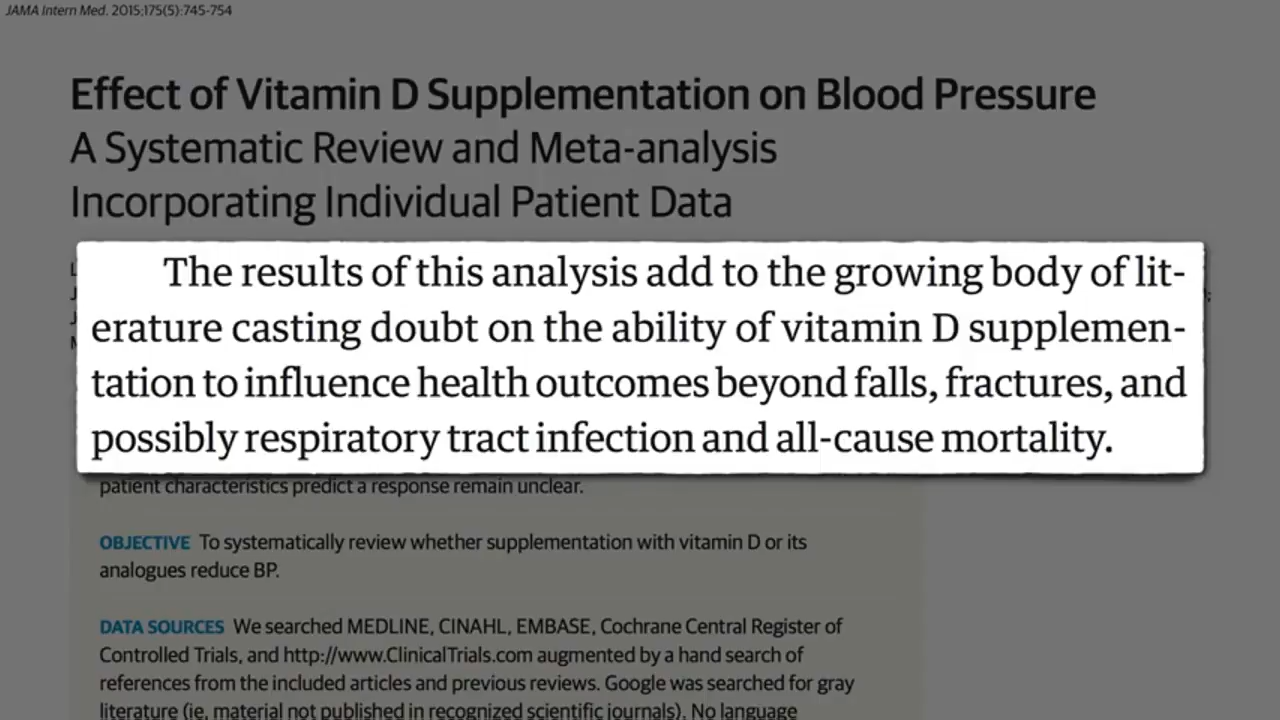 JAMA Intern Med. 2015;175(5):745-754
Effect of Vitamin D Supplementation on Blood Pressure
A Systematic Review and Meta-analysis
Incorporating Individual Patient Data
The results of this analysis add to the growing body of lit-
erature casting doubt on the ability of vitamin D supplemen-
tation to influence health outcomes beyond falls, fractures, and
possibly respiratory tract infection and all-cause mortality.
patient characteristics predict a response remain unclear.
OBJECTIVE To systematically review whether supplementation with vitamin D or its
analogues reduce BP.
DATA SOURCES We searched MEDLINE, CINAHL, EMBASE, Cochrane Central Register of
Controlled Trials, and http://www.ClinicalTrials.com augmented by a hand search of
references from the included articles and previous reviews. Google was searched for gray
literature (ie, material not published in recognized scientific journals). No language